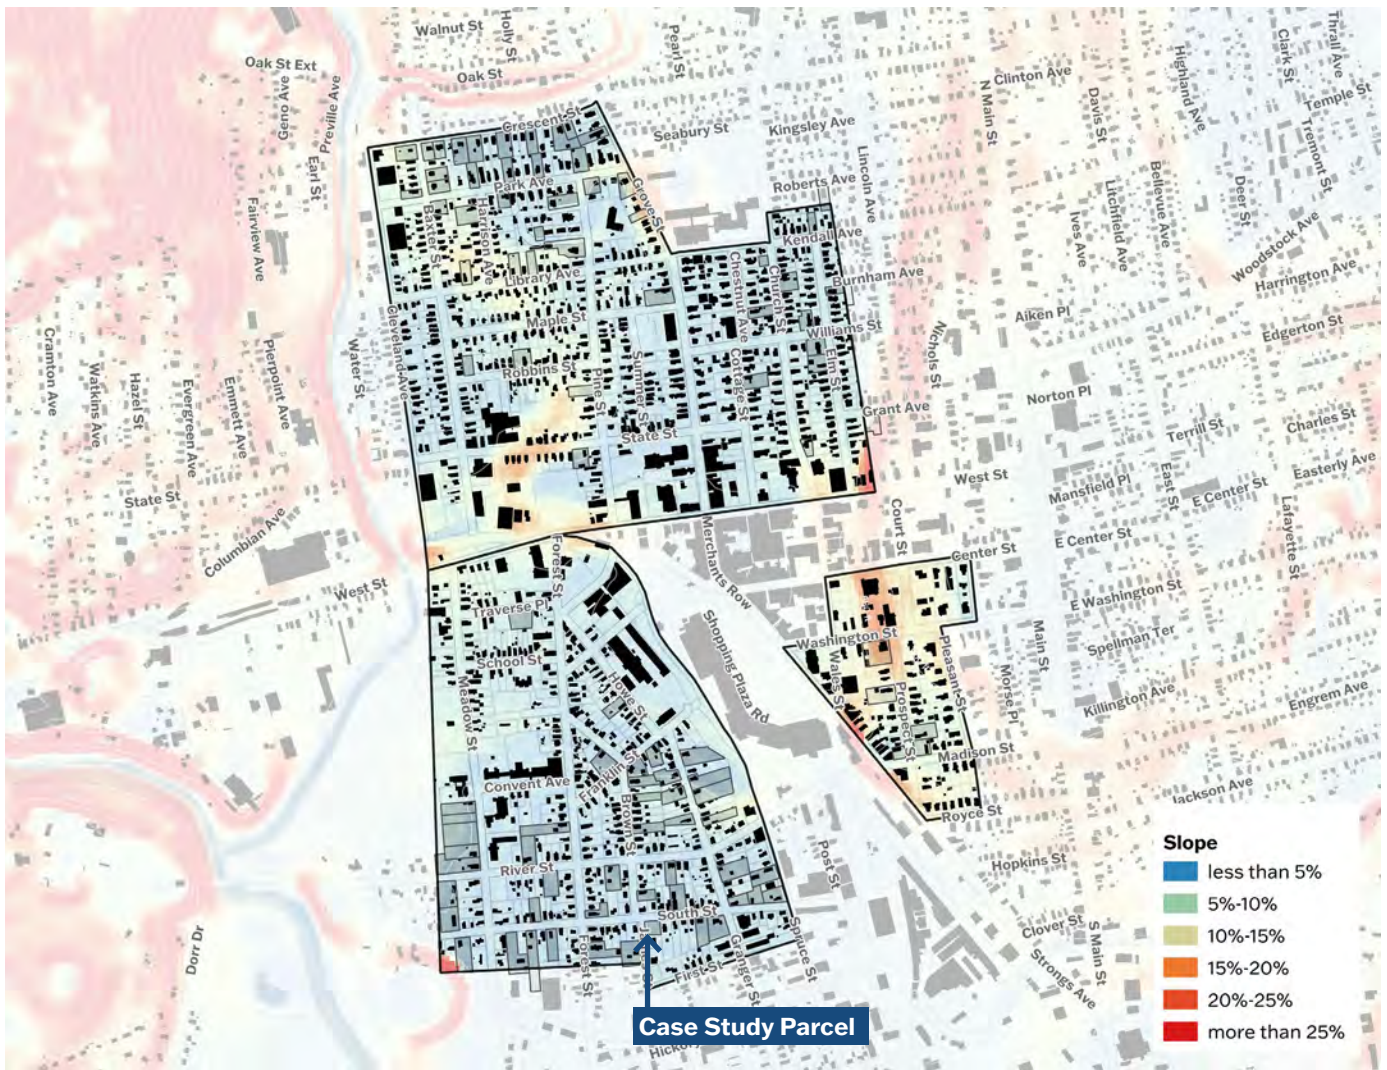 Walnut St
Holly St
Pearl St
Oak St Ext
Oak St
Geno Ave
Preville Ave
Earl St
Fairview Ave
Clinton Ave
N Main St
Davis St
Highland Ave
Clark St
Thrall Ave
Temple St
Tremont St
Crescent St
Seabury St
Kingsley Ave
Lincoln Ave
Roberts Ave
Park Ave
Grove St
Baxter St
Harrison Ave
Kendall Ave
Litchfield Ave
Bellevue Ave
Ives Ave
Deer St
Woodstock Ave
Harrington Ave
Library Ave
Chestnut Ave
Church St
Burnham Ave
Cleveland Ave
Maple St
Williams St
Aiken Pl
Edgerton St
Cramton Ave
Watkins Ave
Hazel St
Evergreen Ave
Emmett Ave
Pierpoint Ave
Water St
Robbins St
Pine St
Summer St
Cottage St
Elm St
Nichols St
Norton Pl
Grant Ave
Terrill St
Charles St
State St
State St
West St
Mansfield Pl
East St
E Center St
Easterly Ave
Columbian Ave
Merchants Row
Court St
Center St
E Center St
Lafayette St
West St
Forest St
Traverse Pl
School St
Meadow St
Howe St
Shopping Plaza Rd
Washington St
Wales St
Prospect St
Pleasant St
Main St
Morse Pl
E Washington St
Spellman Ter
Killington Ave
Engrem Ave
Madison St
Convent Ave
Franklin St
Brown St
Royce St
Jackson Ave
River St
Post St
Hopkins St
South St
Spruce St
Clover St
S Main St
Strongs Ave
Dorr Dr
Forest St
First St
Granger St
Case Study Parcel
Slope
less than 5%
5%-10%
10%-15%
15%-20%
20%-25%
more than 25%